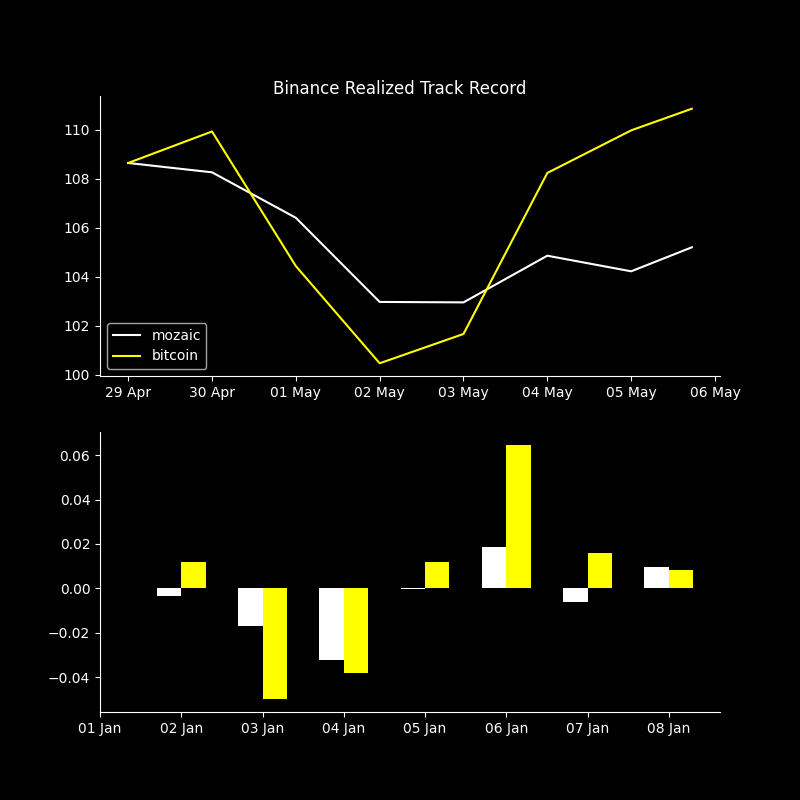 Binance Realized Track Record
110
108
106
104
102
100
mozaic
bitcoin
29 Apr 30 Apr 01 May 02 May 03 May 04 May 05 May 06 May
0.06
0.04
0.02
0.00
−0.02
−0.04
01 Jan 02 Jan 03 Jan 04 Jan 05 Jan 06 Jan 07 Jan 08 Jan